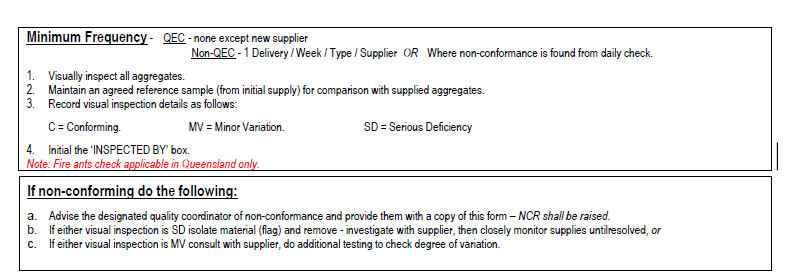 Minimum Frequency - QEC - none except new supplier
Non-QEC - 1 Delivery / Week / Type / Supplier OR Where non-conformance is found from daily check.
1. Visually inspect all aggregates.
2. Maintain an agreed reference sample (from initial supply) for comparison with supplied aggregates.
3. Record visual inspection details as follows:
C = Conforming. MV = Minor Variation. SD = Serious Deficiency
4. Initial the 'INSPECTED BY' box.
Note: Fire ants check applicable in Queensland only.
If non-conforming do the following:
a. Advise the designated quality coordinator of non-conformance and provide them with a copy of this form – NCR shall be raised.
b. If either visual inspection is SD isolate material (flag) and remove - investigate with supplier, then closely monitor supplies untilresolved, or
c. If either visual inspection is MV consult with supplier, do additional testing to check degree of variation.